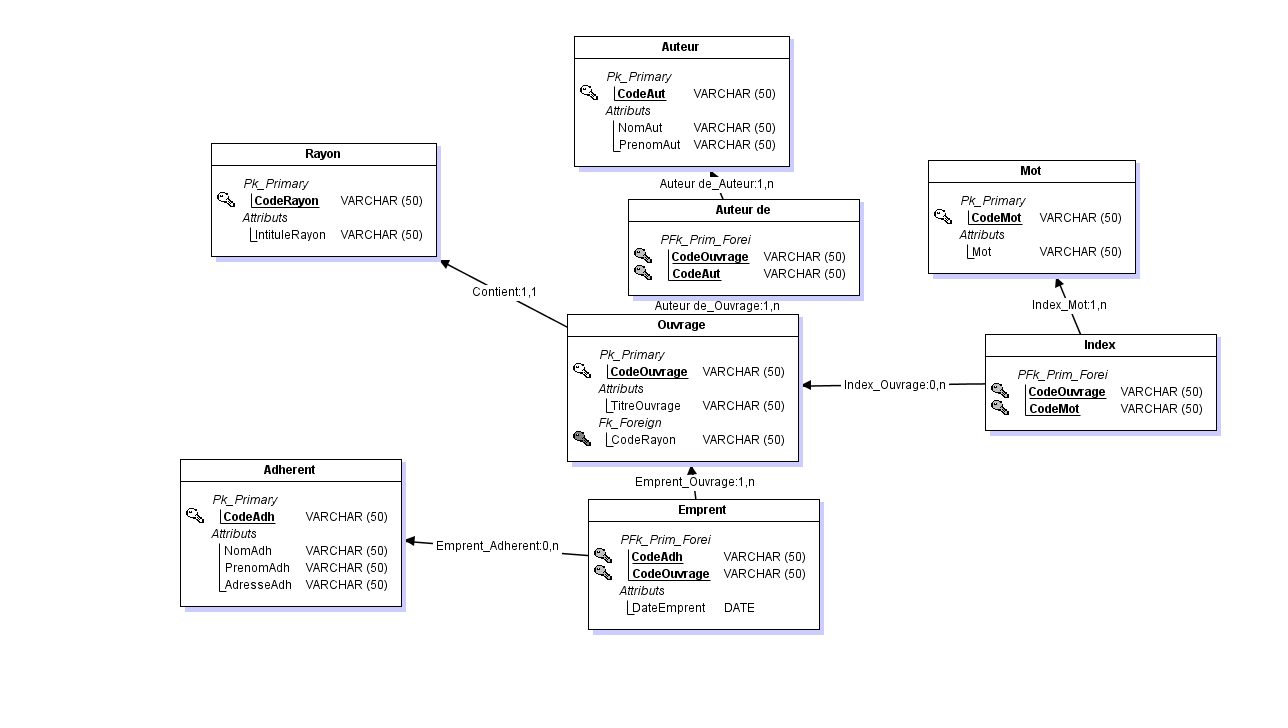 Auteur
Pk_Primary
CodeAut VARCHAR (50)
Attributs
NomAut VARCHAR (50)
PrenomAut VARCHAR (50)
Rayon
Pk_Primary
CodeRayon VARCHAR (50)
Attributs
IntituleRayon VARCHAR (50)
Mot
Pk_Primary
CodeMot VARCHAR (50)
Attributs
Mot VARCHAR (50)
Auteur de_Auteur:1,n
Auteur de
PFk_Prim_Forei
CodeOuvrage VARCHAR (50)
CodeAut VARCHAR (50)
Contient:1,1
Auteur de_Ouvrage:1,n
Index_Mot:1,n
Ouvrage
Pk_Primary
CodeOuvrage VARCHAR (50)
Attributs
TitreOuvrage VARCHAR (50)
Fk_Foreign
CodeRayon VARCHAR (50)
Index_Ouvrage:0,n
Index
PFk_Prim_Forei
CodeOuvrage VARCHAR (50)
CodeMot VARCHAR (50)
Adherent
Pk_Primary
CodeAdh VARCHAR (50)
Attributs
NomAdh VARCHAR (50)
PrenomAdh VARCHAR (50)
AdresseAdh VARCHAR (50)
Emprent_Ouvrage:1,n
Emprent_Adherent:0,n
Emprent
PFk_Prim_Forei
CodeAdh VARCHAR (50)
CodeOuvrage VARCHAR (50)
Attributs
DateEmprent DATE